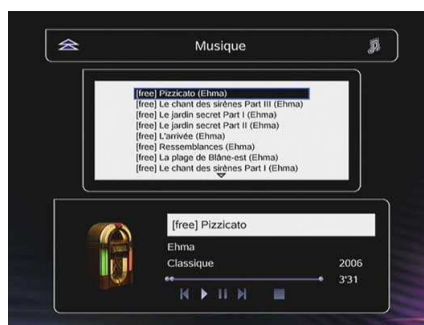 Musique
[free] Pizzicato (Ehma)
[free] Le chant des sirènes Part III (Ehma)
[free] Le jardin secret Part I (Ehma)
[free] Le jardin secret Part II (Ehma)
[free] L'arrivée (Ehma)
[free] Ressemblances (Ehma)
[free] La plage de Blâne-est (Ehma)
[free] Le chant des sirènes Part I (Ehma)
[free] Pizzicato
Ehma
Classique 2006
3'31